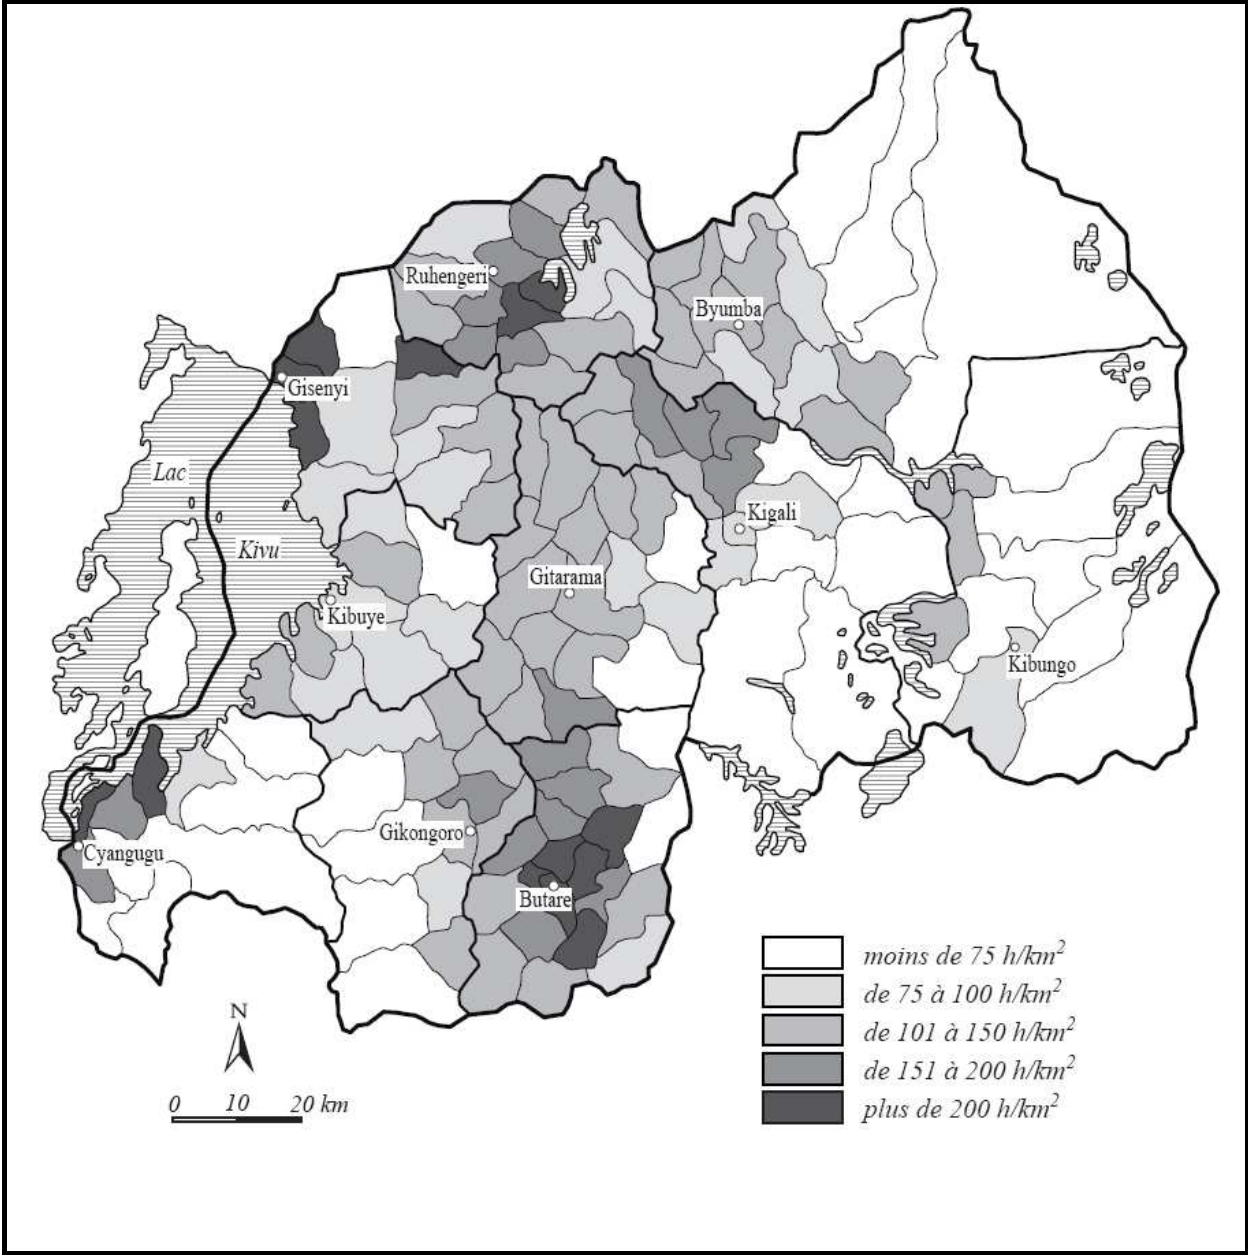 Ruhengeri
Byumba
Gisenyi
Lac
Kivu
Kigali
Gitarama
Kibuye
Kibungo
Gikongoro
Cyangugu
Butare
moins de 75 h/km²
de 75 à 100 h/km²
de 101 à 150 h/km²
de 151 à 200 h/km²
plus de 200 h/km²
N
0 10 20 km